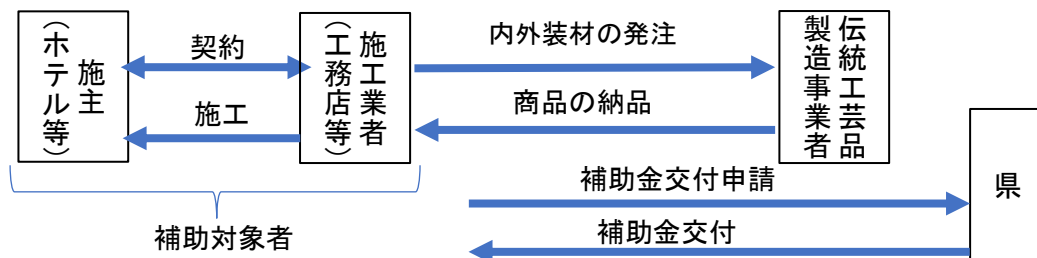 施主
（ホテル等）
契約
施工
施工業者
（工務店等）
内外装材の発注
商品の納品
伝統工芸品
製造事業者
補助対象者
補助金交付申請
補助金交付
県